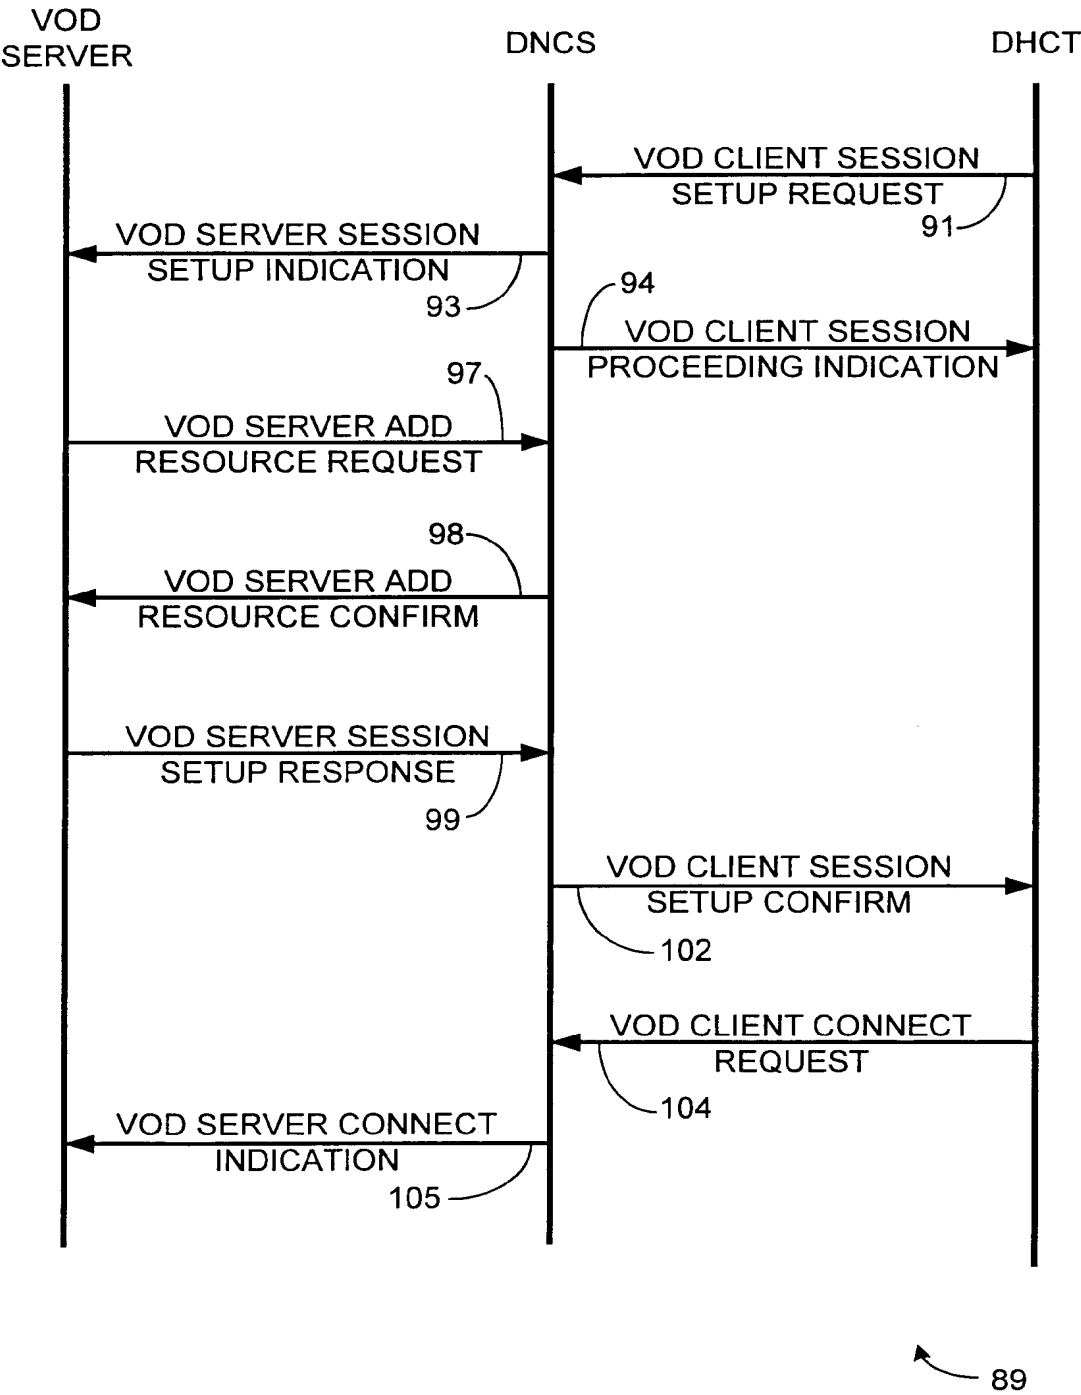 VOD
SERVER
DNCS
DHCT
VOD CLIENT SESSION
SETUP REQUEST
91
VOD SERVER SESSION
SETUP INDICATION
93
94
VOD CLIENT SESSION
PROCEEDING INDICATION
97
VOD SERVER ADD
RESOURCE REQUEST
98
VOD SERVER ADD
RESOURCE CONFIRM
VOD SERVER SESSION
SETUP RESPONSE
99
VOD CLIENT SESSION
SETUP CONFIRM
102
VOD CLIENT CONNECT
REQUEST
104
VOD SERVER CONNECT
INDICATION
105
89